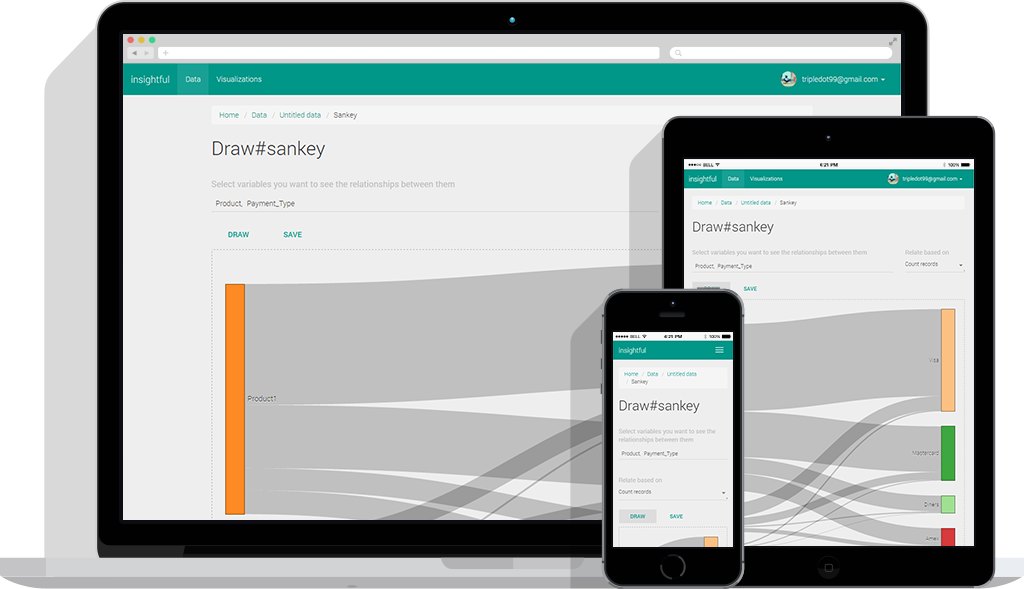 insightful Data Visualizations tripledot99@gmail.com
Home / Data / Untitled data / Sankey
Draw#sankey
Select variables you want to see the relationships between them
Product, Payment_Type
DRAW SAVE
Product1
BELL 4:21 PM 100%
insightful Data Visualizations tripledot99@gmail.com
Home / Data / Untitled data / Sankey
Draw#sankey
Select variables you want to see the relationships between them Relate based on
Product, Payment_Type Count records
SAVE
Visa
Mastercard
Diners
Amex
BELL 4:21 PM 100%
insightful
Home / Data / Untitled data
/ Sankey
Draw#sankey
Select variables you want to see the
relationships between them
Product, Payment_Type
Relate based on
Count records
DRAW SAVE